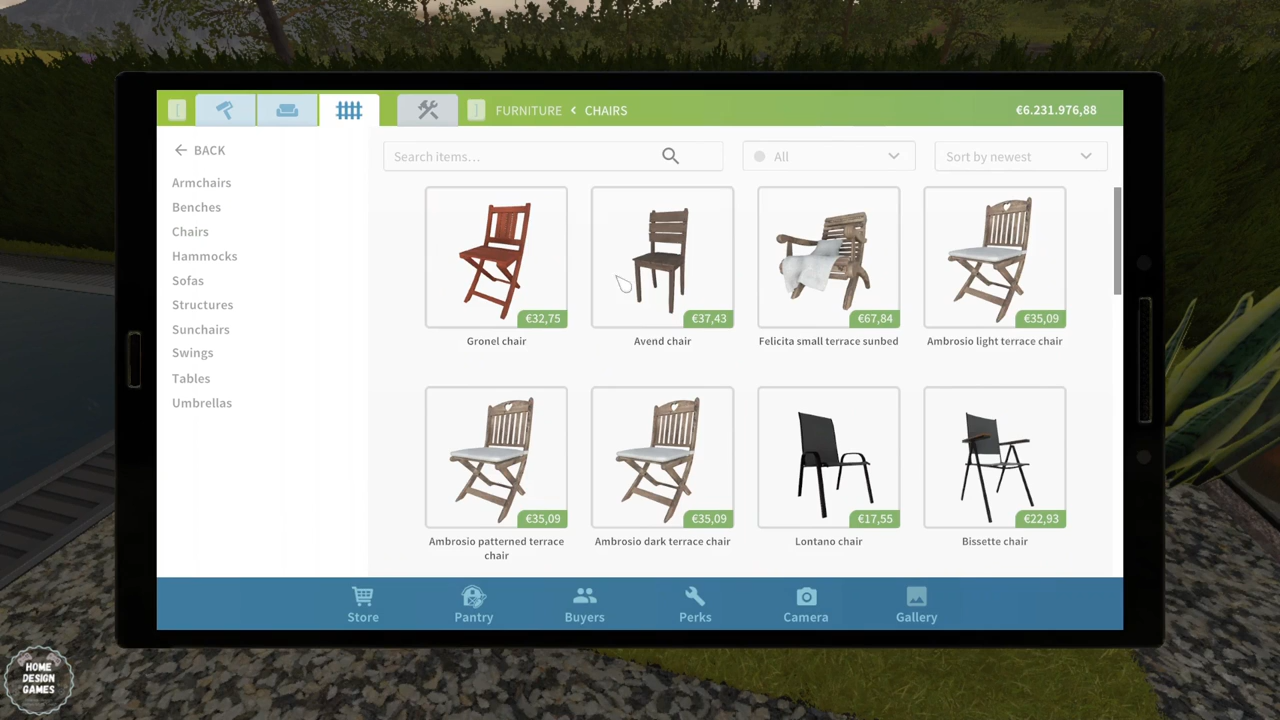 FURNITURE < CHAIRS
€6.231.976,88
BACK
Search items...
All
Sort by newest
Armchairs
Benches
Chairs
Hammocks
Sofas
Structures
Sunchairs
Swings
Tables
Umbrellas
€32,75
Gronel chair
€37,43
Avend chair
€67,84
Felicita small terrace sunbed
€35,09
Ambrosio light terrace chair
€35,09
Ambrosio patterned terrace
chair
€35,09
Ambrosio dark terrace chair
€17,55
Lontano chair
€22,93
Bissette chair
Store
Pantry
Buyers
Perks
Camera
Gallery
HOME
DESIGN
GAMES